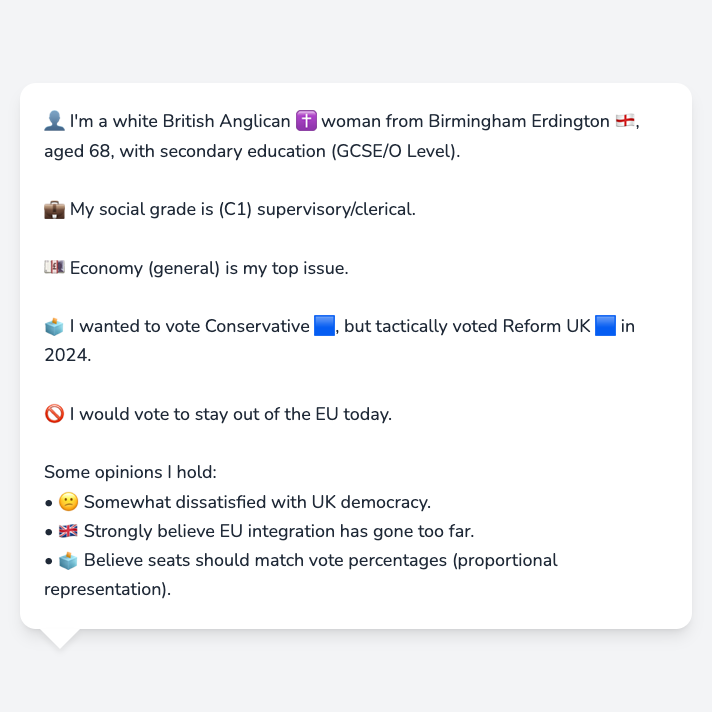 👤 I'm a white British Anglican ✝️ woman from Birmingham Erdington 🏴󠁧󠁢󠁥󠁮󠁧󠁿,
aged 68, with secondary education (GCSE/O Level).
💼 My social grade is (C1) supervisory/clerical.
💷 Economy (general) is my top issue.
🗳️ I wanted to vote Conservative 🟦, but tactically voted Reform UK 🟦 in
2024.
🚫 I would vote to stay out of the EU today.
Some opinions I hold:
• 🙁 Somewhat dissatisfied with UK democracy.
• 🇬🇧 Strongly believe EU integration has gone too far.
• 🗳️ Believe seats should match vote percentages (proportional
representation).